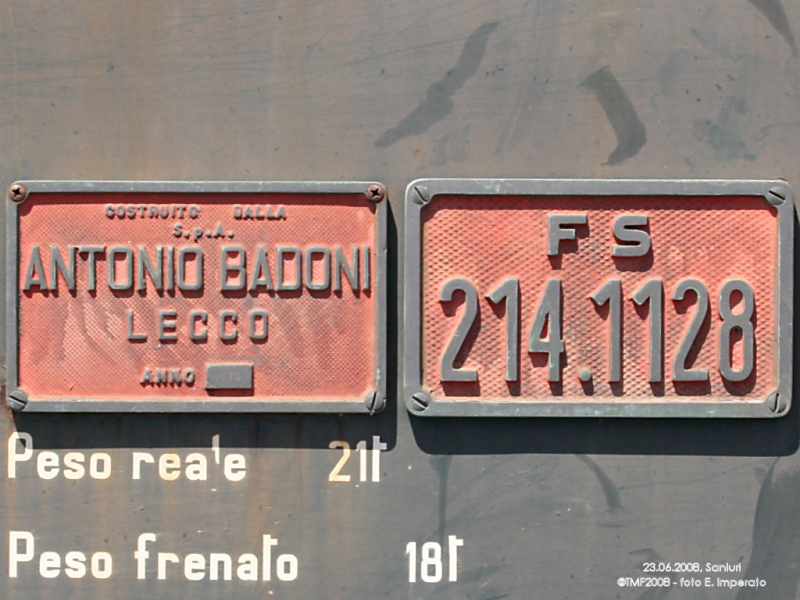 COSTRUITO DALLA
S.p.A.
ANTONIO BADONI
LECCO
ANNO
FS
214.1128
Peso reale 21t
Peso frenato 18t
23.06.2008, Sanluri
©TMF2008 - foto E. Imperato